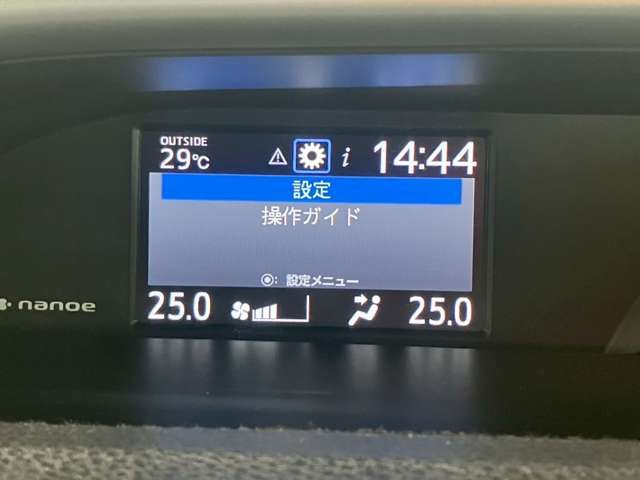 OUTSIDE
29℃ i 14:44
設定
操作ガイド
◉: 設定メニュー
25.0 25.0
nanoe